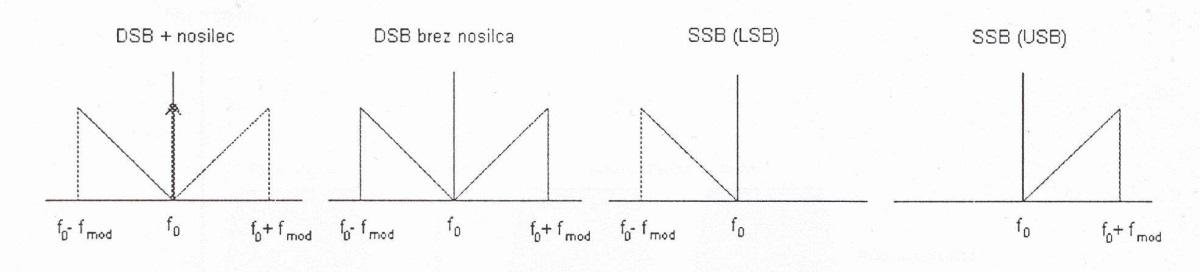 DSB + nosilec
DSB brez nosilca
SSB (LSB)
SSB (USB)
f0- fmod
f0
f0+ fmod
f0- fmod
f0
f0+ fmod
f0- fmod
f0
f0
f0+ fmod